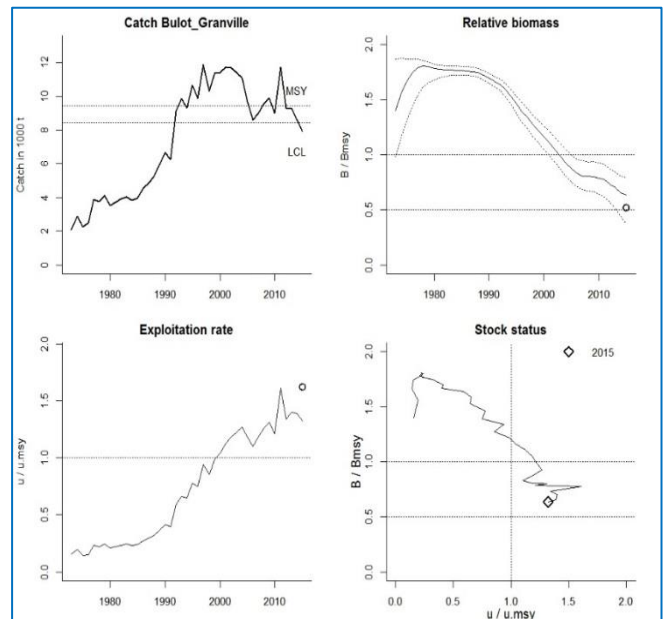 Catch Bulot_Granville
Catch in 1000 t
0 2 4 6 8 10 12
MSY
LCL
1980 1990 2000 2010
Relative biomass
B / Bmsy
0.0 0.5 1.0 1.5 2.0
1980 1990 2000 2010
Exploitation rate
u / u.msy
0.0 0.5 1.0 1.5 2.0
1980 1990 2000 2010
Stock status
2015
B / Bmsy
0.0 0.5 1.0 1.5 2.0
0.0 0.5 1.0 1.5 2.0
u / u.msy